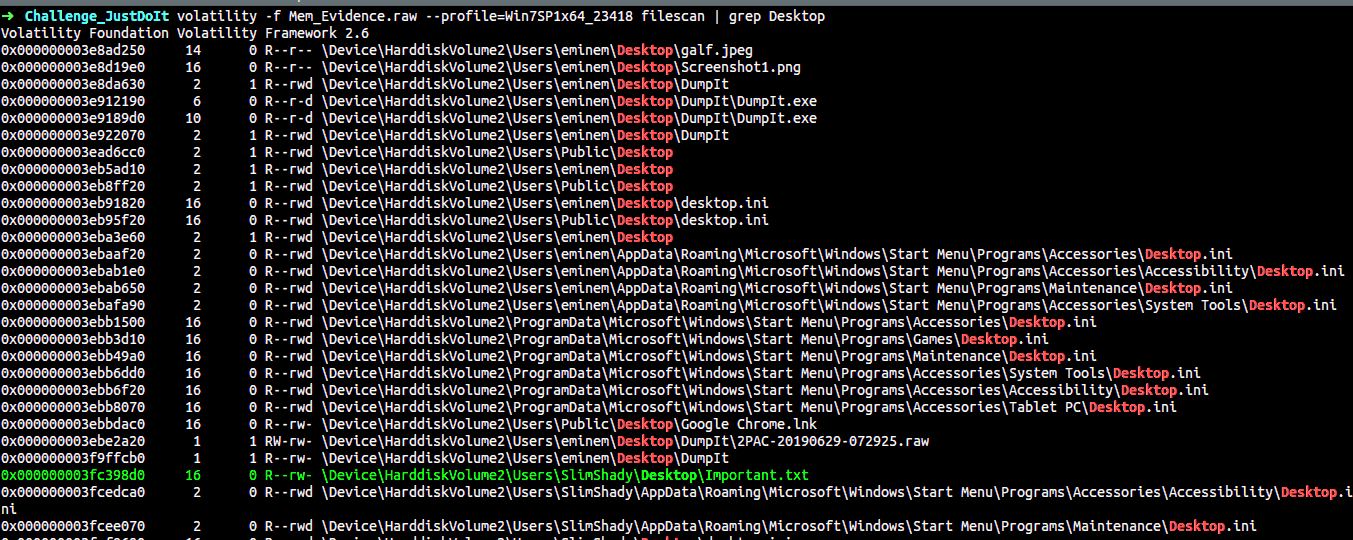 ➜ Challenge_JustDoIt volatility -f Mem_Evidence.raw --profile=Win7SP1x64_23418 filescan | grep Desktop
Volatility Foundation Volatility Framework 2.6
0x000000003e8ad250 14 0 R--r-- \Device\HarddiskVolume2\Users\eminem\Desktop\galf.jpeg
0x000000003e8d19e0 16 0 R--r-- \Device\HarddiskVolume2\Users\eminem\Desktop\Screenshot1.png
0x000000003e8da630 2 1 R--rwd \Device\HarddiskVolume2\Users\eminem\Desktop\DumpIt
0x000000003e912190 6 0 R--r-d \Device\HarddiskVolume2\Users\eminem\Desktop\DumpIt\DumpIt.exe
0x000000003e9189d0 10 0 R--r-d \Device\HarddiskVolume2\Users\eminem\Desktop\DumpIt\DumpIt.exe
0x000000003e922070 2 1 R--rwd \Device\HarddiskVolume2\Users\eminem\Desktop\DumpIt
0x000000003ead6cc0 2 1 R--rwd \Device\HarddiskVolume2\Users\Public\Desktop
0x000000003eb5ad10 2 1 R--rwd \Device\HarddiskVolume2\Users\eminem\Desktop
0x000000003eb8ff20 2 1 R--rwd \Device\HarddiskVolume2\Users\Public\Desktop
0x000000003eb91820 16 0 R--rwd \Device\HarddiskVolume2\Users\eminem\Desktop\desktop.ini
0x000000003eb95f20 16 0 R--rwd \Device\HarddiskVolume2\Users\Public\Desktop\desktop.ini
0x000000003eba3e60 2 1 R--rwd \Device\HarddiskVolume2\Users\eminem\Desktop
0x000000003ebaaf20 2 0 R--rwd \Device\HarddiskVolume2\Users\eminem\AppData\Roaming\Microsoft\Windows\Start Menu\Programs\Accessories\Desktop.ini
0x000000003ebab1e0 2 0 R--rwd \Device\HarddiskVolume2\Users\eminem\AppData\Roaming\Microsoft\Windows\Start Menu\Programs\Accessories\Accessibility\Desktop.ini
0x000000003ebab650 2 0 R--rwd \Device\HarddiskVolume2\Users\eminem\AppData\Roaming\Microsoft\Windows\Start Menu\Programs\Maintenance\Desktop.ini
0x000000003ebafa90 2 0 R--rwd \Device\HarddiskVolume2\Users\eminem\AppData\Roaming\Microsoft\Windows\Start Menu\Programs\Accessories\System Tools\Desktop.ini
0x000000003ebb1500 16 0 R--rwd \Device\HarddiskVolume2\ProgramData\Microsoft\Windows\Start Menu\Programs\Accessories\Desktop.ini
0x000000003ebb3d10 16 0 R--rwd \Device\HarddiskVolume2\ProgramData\Microsoft\Windows\Start Menu\Programs\Games\Desktop.ini
0x000000003ebb49a0 16 0 R--rwd \Device\HarddiskVolume2\ProgramData\Microsoft\Windows\Start Menu\Programs\Maintenance\Desktop.ini
0x000000003ebb6dd0 16 0 R--rwd \Device\HarddiskVolume2\ProgramData\Microsoft\Windows\Start Menu\Programs\Accessories\System Tools\Desktop.ini
0x000000003ebb6f20 16 0 R--rwd \Device\HarddiskVolume2\ProgramData\Microsoft\Windows\Start Menu\Programs\Accessories\Accessibility\Desktop.ini
0x000000003ebb8070 16 0 R--rwd \Device\HarddiskVolume2\ProgramData\Microsoft\Windows\Start Menu\Programs\Accessories\Tablet PC\Desktop.ini
0x000000003ebbdac0 16 0 R--rw- \Device\HarddiskVolume2\Users\Public\Desktop\Google Chrome.lnk
0x000000003ebe2a20 1 1 RW-rw- \Device\HarddiskVolume2\Users\eminem\Desktop\DumpIt\2PAC-20190629-072925.raw
0x000000003f9ffcb0 1 1 R--rw- \Device\HarddiskVolume2\Users\eminem\Desktop\DumpIt
0x000000003fc398d0 16 0 R--rw- \Device\HarddiskVolume2\Users\SlimShady\Desktop\Important.txt
0x000000003fcedca0 2 0 R--rwd \Device\HarddiskVolume2\Users\SlimShady\AppData\Roaming\Microsoft\Windows\Start Menu\Programs\Accessories\Accessibility\Desktop.i
ni
0x000000003fcee070 2 0 R--rwd \Device\HarddiskVolume2\Users\SlimShady\AppData\Roaming\Microsoft\Windows\Start Menu\Programs\Maintenance\Desktop.ini